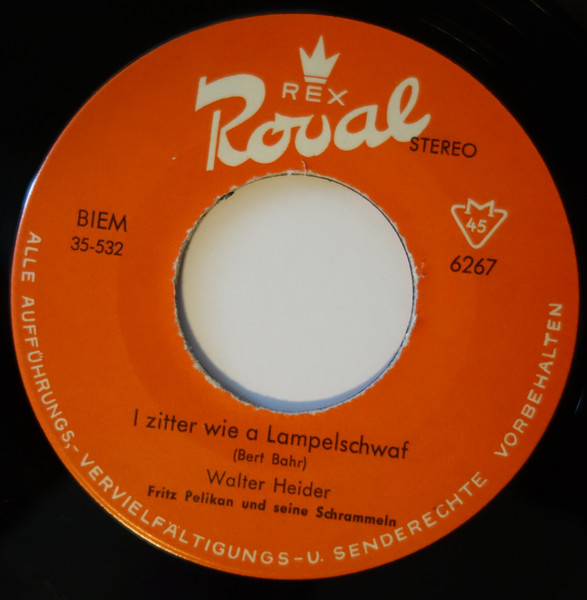 REX
Royal
STEREO
BIEM
35-532
45
6267
I zitter wie a Lampelschwaf
(Bert Bahr)
Walter Heider
Fritz Pelikan und seine Schrammeln
ALLE AUFFÜHRUNGS,- VERVIELFÄLTIGUNGS-U. SENDERECHTE VORBEHALTEN